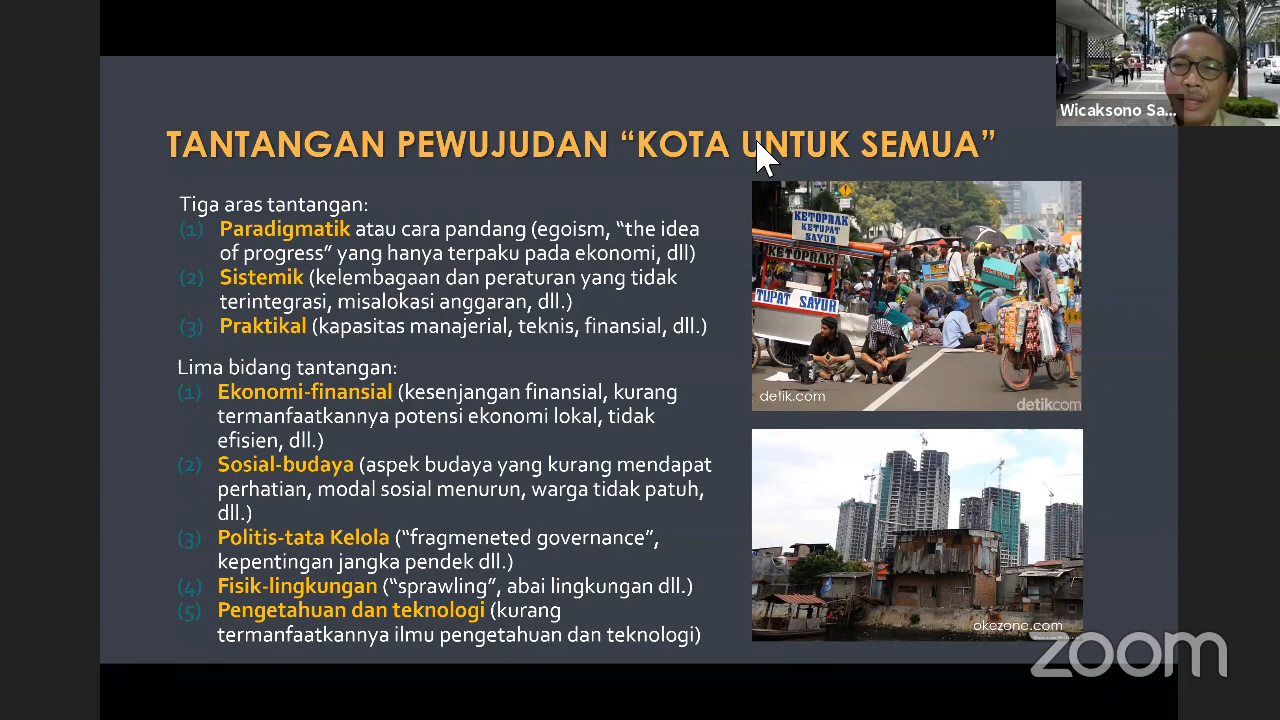 Wicaksono Sa...
TANTANGAN PEWUJUDAN “KOTA UNTUK SEMUA”
Tiga aras tantangan:
(1) Paradigmatik atau cara pandang (egoism, “the idea
of progress” yang hanya terpaku pada ekonomi, dll)
(2) Sistemik (kelembagaan dan peraturan yang tidak
terintegrasi, misalokasi anggaran, dll.)
(3) Praktikal (kapasitas manajerial, teknis, finansial, dll.)
Lima bidang tantangan:
(1) Ekonomi-finansial (kesenjangan finansial, kurang
termanfaatkannya potensi ekonomi lokal, tidak
efisien, dll.)
(2) Sosial-budaya (aspek budaya yang kurang mendapat
perhatian, modal sosial menurun, warga tidak patuh,
dll.)
(3) Politis-tata Kelola (“fragmeneted governance”,
kepentingan jangka pendek dll.)
(4) Fisik-lingkungan (“sprawling”, abai lingkungan dll.)
(5) Pengetahuan dan teknologi (kurang
termanfaatkannya ilmu pengetahuan dan teknologi)
KETOPRAK
KETUPAT
SAYUR
KETOPRAK
TUPAT SAYUR
detik.com
detikcom
okezone.com
zoom